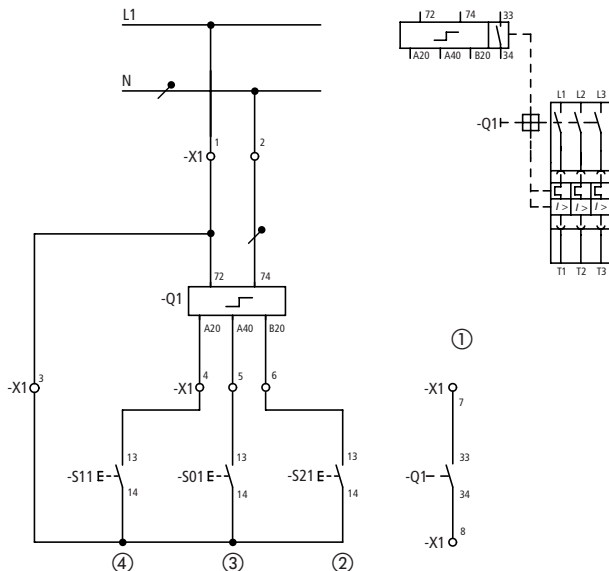 L1
72 74 33
A20 A40 B20 34
N
L1 L2 L3
-Q1
-X1 1 2
I > I > I >
72 74
-Q1
T1 T2 T3
A20 A40 B20
①
-X1 3
-X1 4 5 6
-X1
7
13 13 13 33
-S11 E -S01 E -S21 E -Q1
14 14 14 34
8
-X1
④ ③ ②